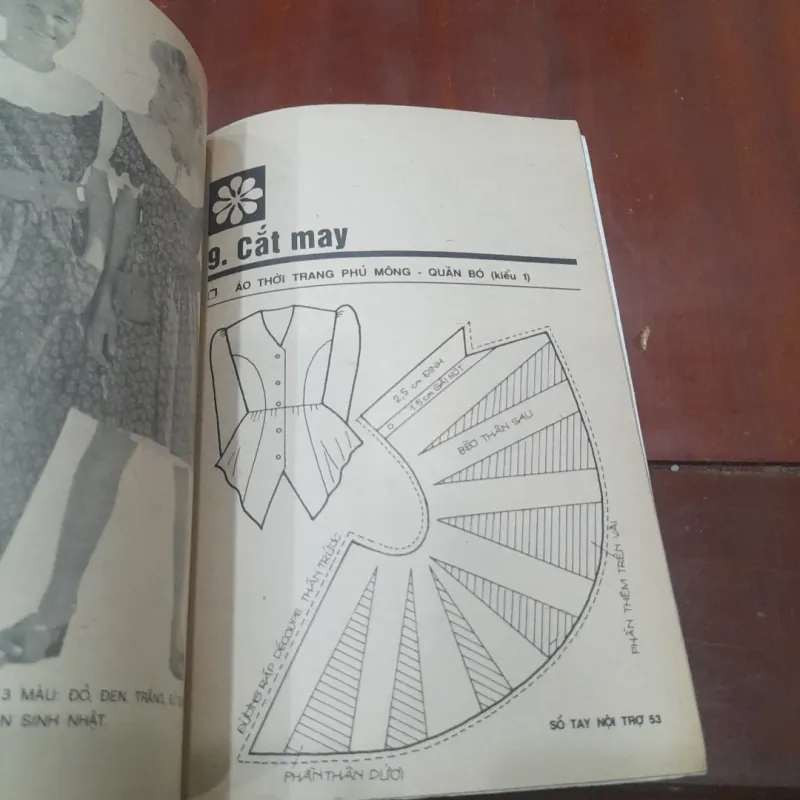 3 MÀU: ĐỎ, ĐEN, TRẮNG,
N SINH NHẬT.
9. Cắt may
ÁO THỜI TRANG PHỦ MÔNG - QUẦN BÓ (kiểu 1)
2,5 cm ĐINH
1.5 cm GÀI NÚT
BÈO THÂN SAU
ĐƯỜNG RÁP DÉCOUPE THÂN TRƯỚC
PHẦN THÊM TRÊN VẢI
PHẦN THÂN DƯỚI
SỔ TAY NỘI TRỢ 53